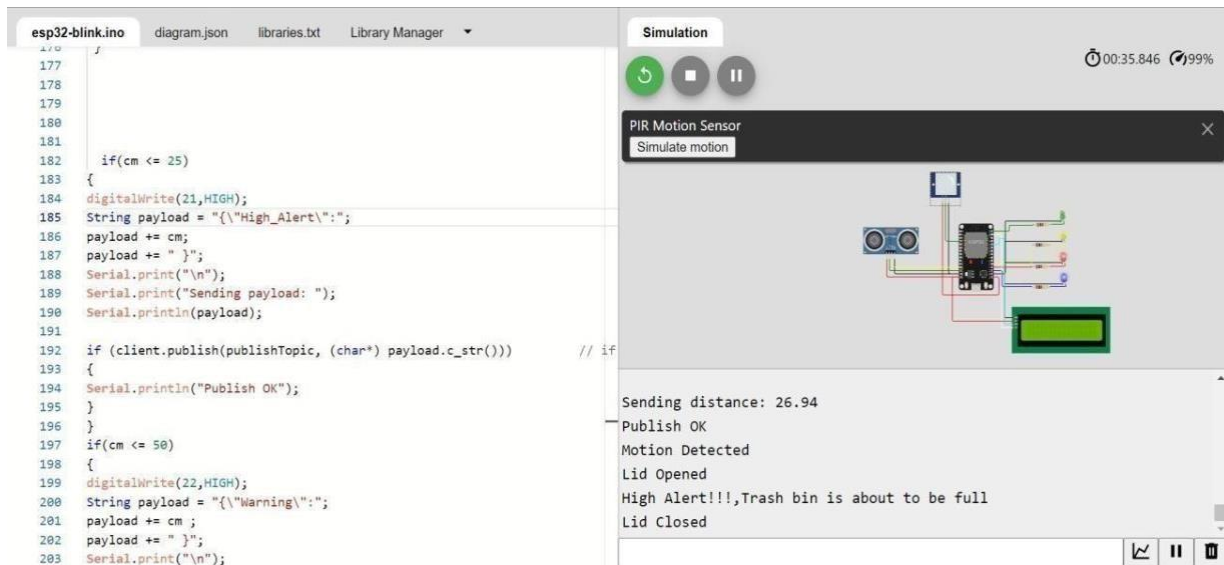 esp32-blink.ino diagram.json libraries.txt Library Manager
178 }
177
178
179
180
181
182 if(cm <= 25)
183 {
184 digitalWrite(21,HIGH);
185 String payload = "{\"High_Alert\":";
186 payload += cm;
187 payload += " }";
188 Serial.print("\n");
189 Serial.print("Sending payload: ");
190 Serial.println(payload);
191
192 if (client.publish(publishTopic, (char*) payload.c_str())) // if
193 {
194 Serial.println("Publish OK");
195 }
196 }
197 if(cm <= 50)
198 {
199 digitalWrite(22,HIGH);
200 String payload = "{\"Warning\":";
201 payload += cm ;
202 payload += " }";
203 Serial.print("\n");
Simulation
00:35.846 99%
PIR Motion Sensor
Simulate motion
Sending distance: 26.94
Publish OK
Motion Detected
Lid Opened
High Alert!!!,Trash bin is about to be full
Lid Closed